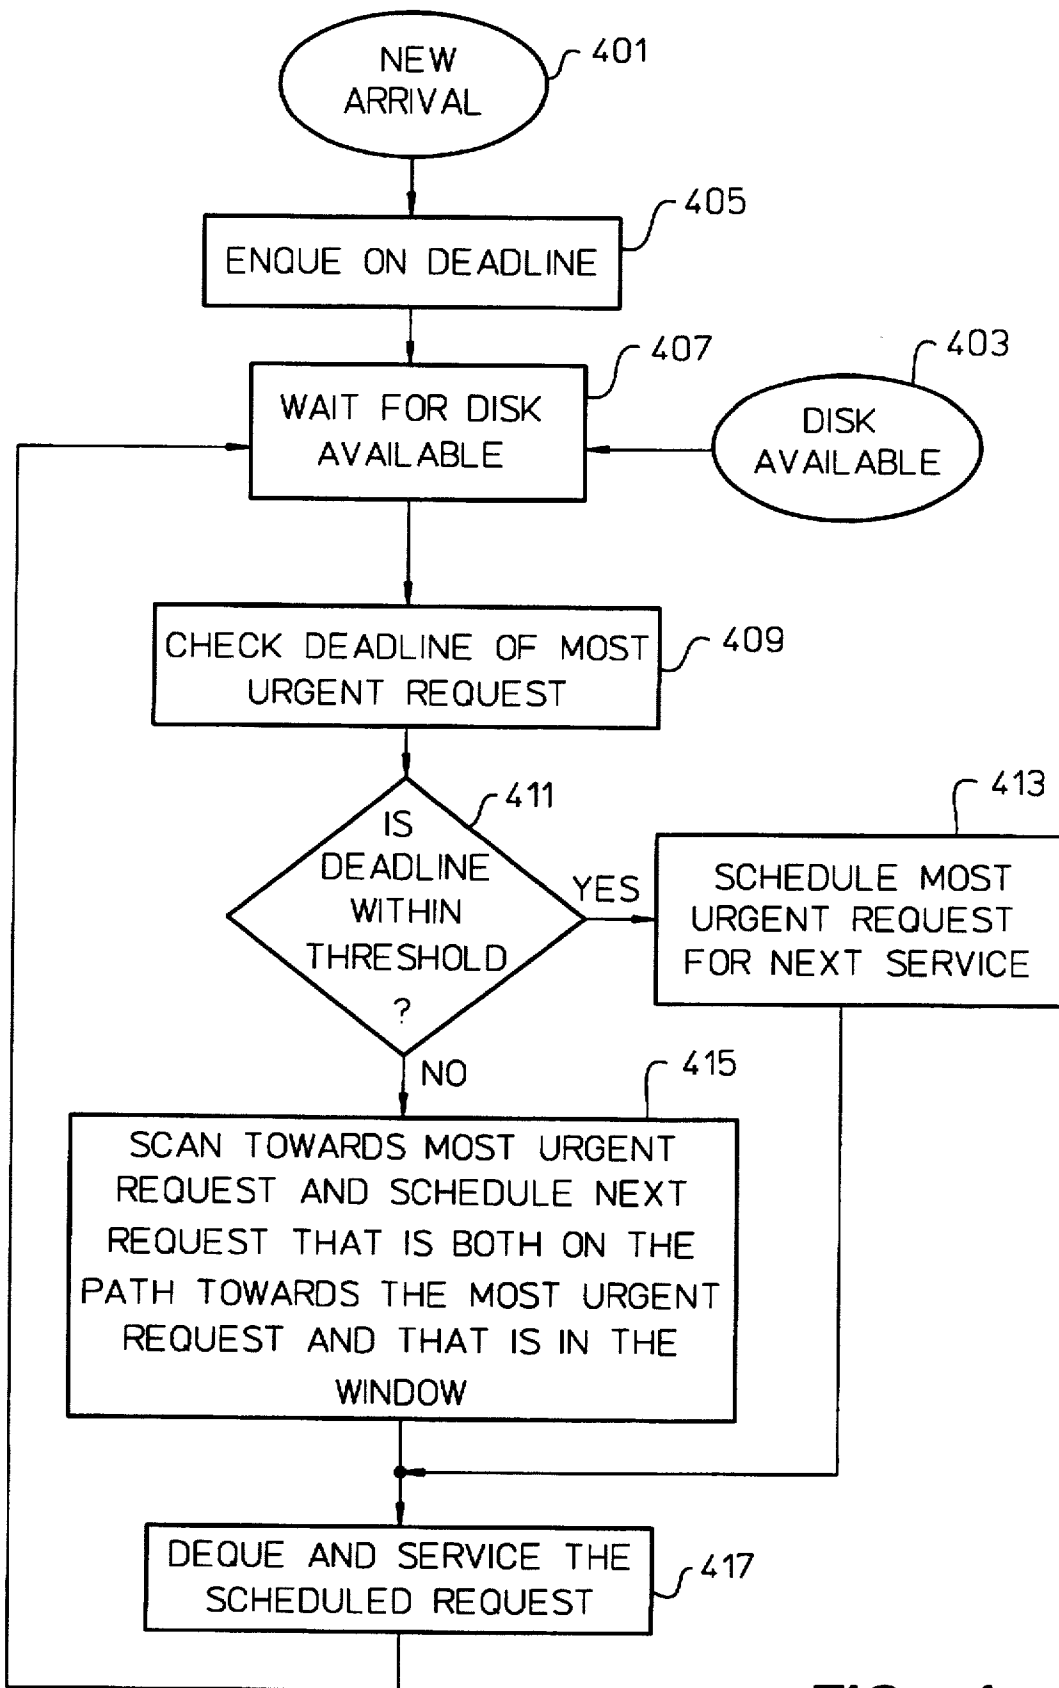 NEW
ARRIVAL
401
ENQUE ON DEADLINE
405
WAIT FOR DISK
AVAILABLE
407
DISK
AVAILABLE
403
CHECK DEADLINE OF MOST
URGENT REQUEST
409
IS
DEADLINE
WITHIN
THRESHOLD
?
411
YES
SCHEDULE MOST
URGENT REQUEST
FOR NEXT SERVICE
413
NO
SCAN TOWARDS MOST URGENT
REQUEST AND SCHEDULE NEXT
REQUEST THAT IS BOTH ON THE
PATH TOWARDS THE MOST URGENT
REQUEST AND THAT IS IN THE
WINDOW
415
DEQUE AND SERVICE THE
SCHEDULED REQUEST
417